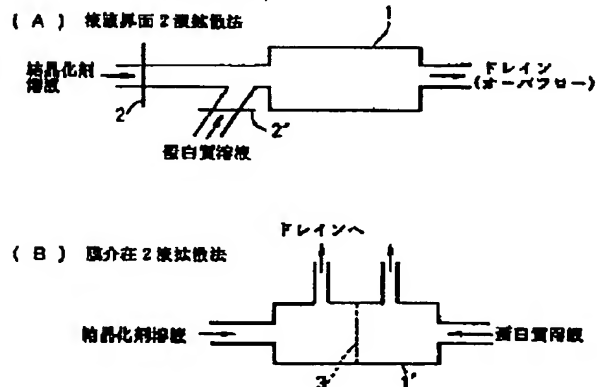 (A) 液液界面2液拡散法
1
結晶化剤
溶液
ドレイン
(オーバフロー)
2
2'
蛋白質溶液
ドレインへ
(B) 膜介在2液拡散法
結晶化剤溶液
蛋白質溶液
3'
1'